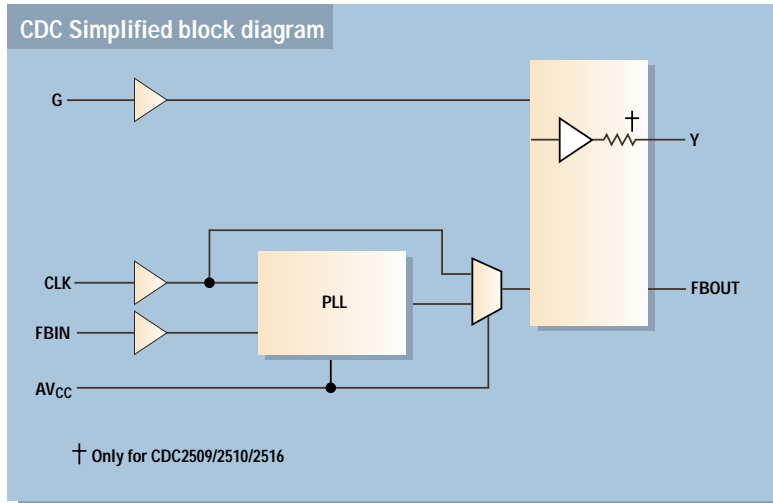 CDC Simplified block diagram
G
†
Y
CLK
PLL
FBOUT
FBIN
AVCC
† Only for CDC2509/2510/2516